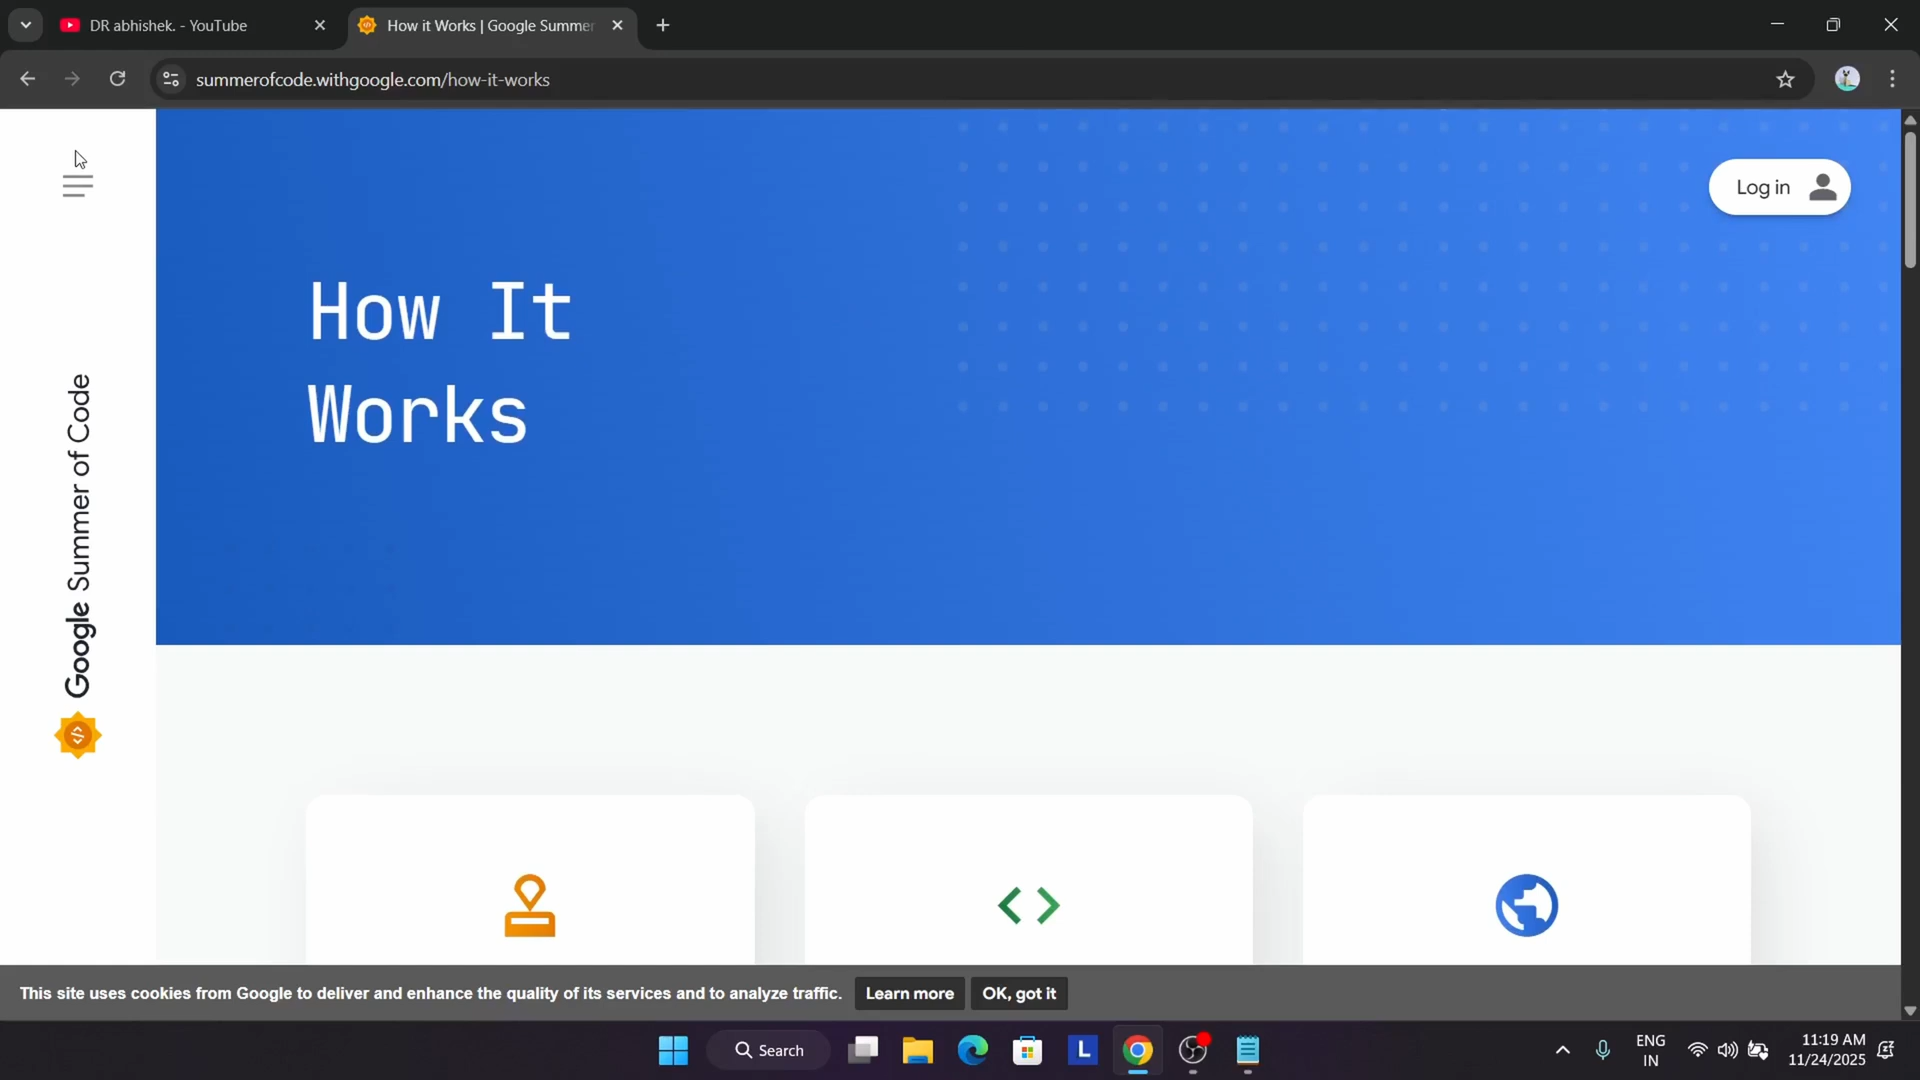 DR abhishek. - YouTube
How it Works | Google Summer
summerofcode.withgoogle.com/how-it-works
Log in
How It
Works
Google Summer of Code
This site uses cookies from Google to deliver and enhance the quality of its services and to analyze traffic.
Learn more
OK, got it
Search
L
ENG
IN
11:19 AM
11/24/2025